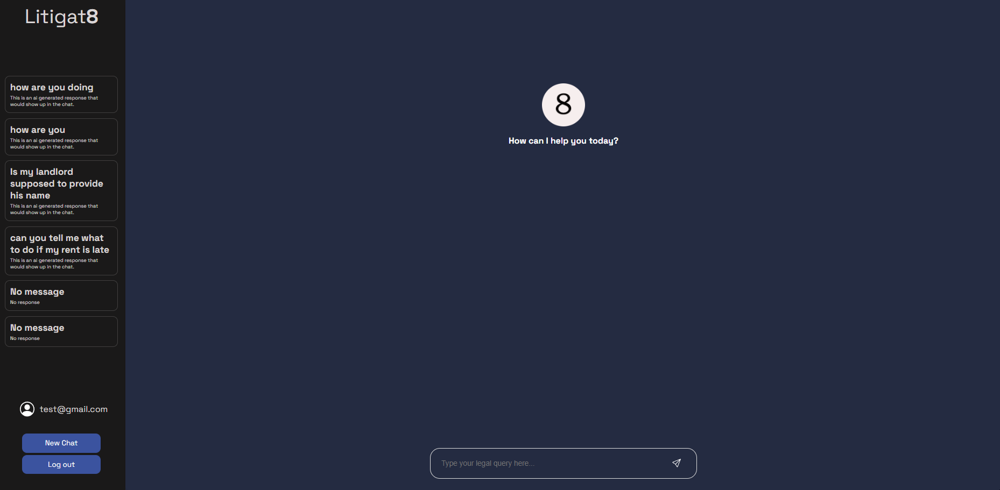 Litigat8
how are you doing
This is an ai generated response that
would show up in the chat.
how are you
This is an ai generated response that
would show up in the chat.
Is my landlord
supposed to provide
his name
This is an ai generated response that
would show up in the chat.
can you tell me what
to do if my rent is late
This is an ai generated response that
would show up in the chat.
No message
No response
No message
No response
test@gmail.com
New Chat
Log out
8
How can I help you today?
Type your legal query here...